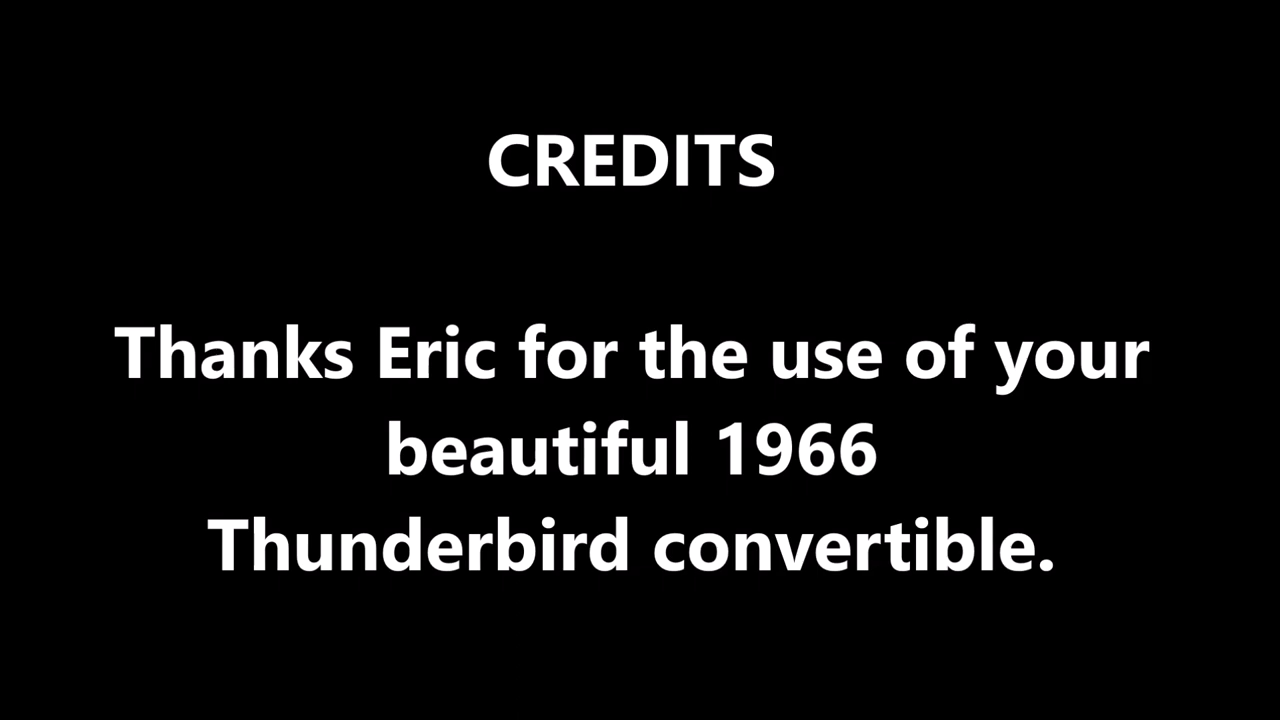 CREDITS
Thanks Eric for the use of your
beautiful 1966
Thunderbird convertible.